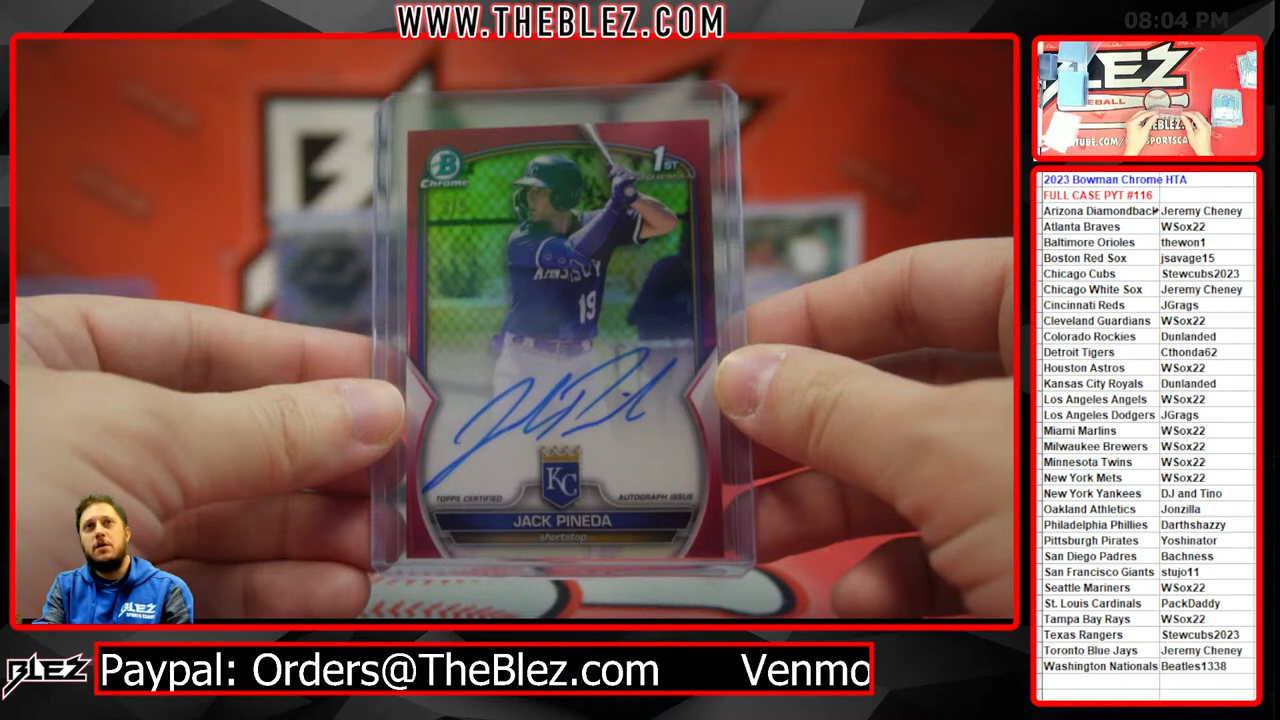 WWW.THEBLEZ.COM
08:04 PM
B
Chrome
1ST
BOWMAN
19
TOPPS CERTIFIED
AUTOGRAPH ISSUE
KC
JACK PINEDA
shortstop
BLEZ
2023 Bowman Chrome HTA
FULL CASE PYT #116
Arizona Diamondback Jeremy Cheney
Atlanta Braves WSox22
Baltimore Orioles thewon1
Boston Red Sox jsavage15
Chicago Cubs Stewcubs2023
Chicago White Sox Jeremy Cheney
Cincinnati Reds JGrags
Cleveland Guardians WSox22
Colorado Rockies Dunlanded
Detroit Tigers Cthonda62
Houston Astros WSox22
Kansas City Royals Dunlanded
Los Angeles Angels WSox22
Los Angeles Dodgers JGrags
Miami Marlins WSox22
Milwaukee Brewers WSox22
Minnesota Twins WSox22
New York Mets WSox22
New York Yankees DJ and Tino
Oakland Athletics Jonzilla
Philadelphia Phillies Darthshazzy
Pittsburgh Pirates Yoshinator
San Diego Padres Bachness
San Francisco Giants stujo11
Seattle Mariners WSox22
St. Louis Cardinals PackDaddy
Tampa Bay Rays WSox22
Texas Rangers Stewcubs2023
Toronto Blue Jays Jeremy Cheney
Washington Nationals Beatles1338
BLEZ
BLEZ
Paypal: Orders@TheBlez.com Venmo